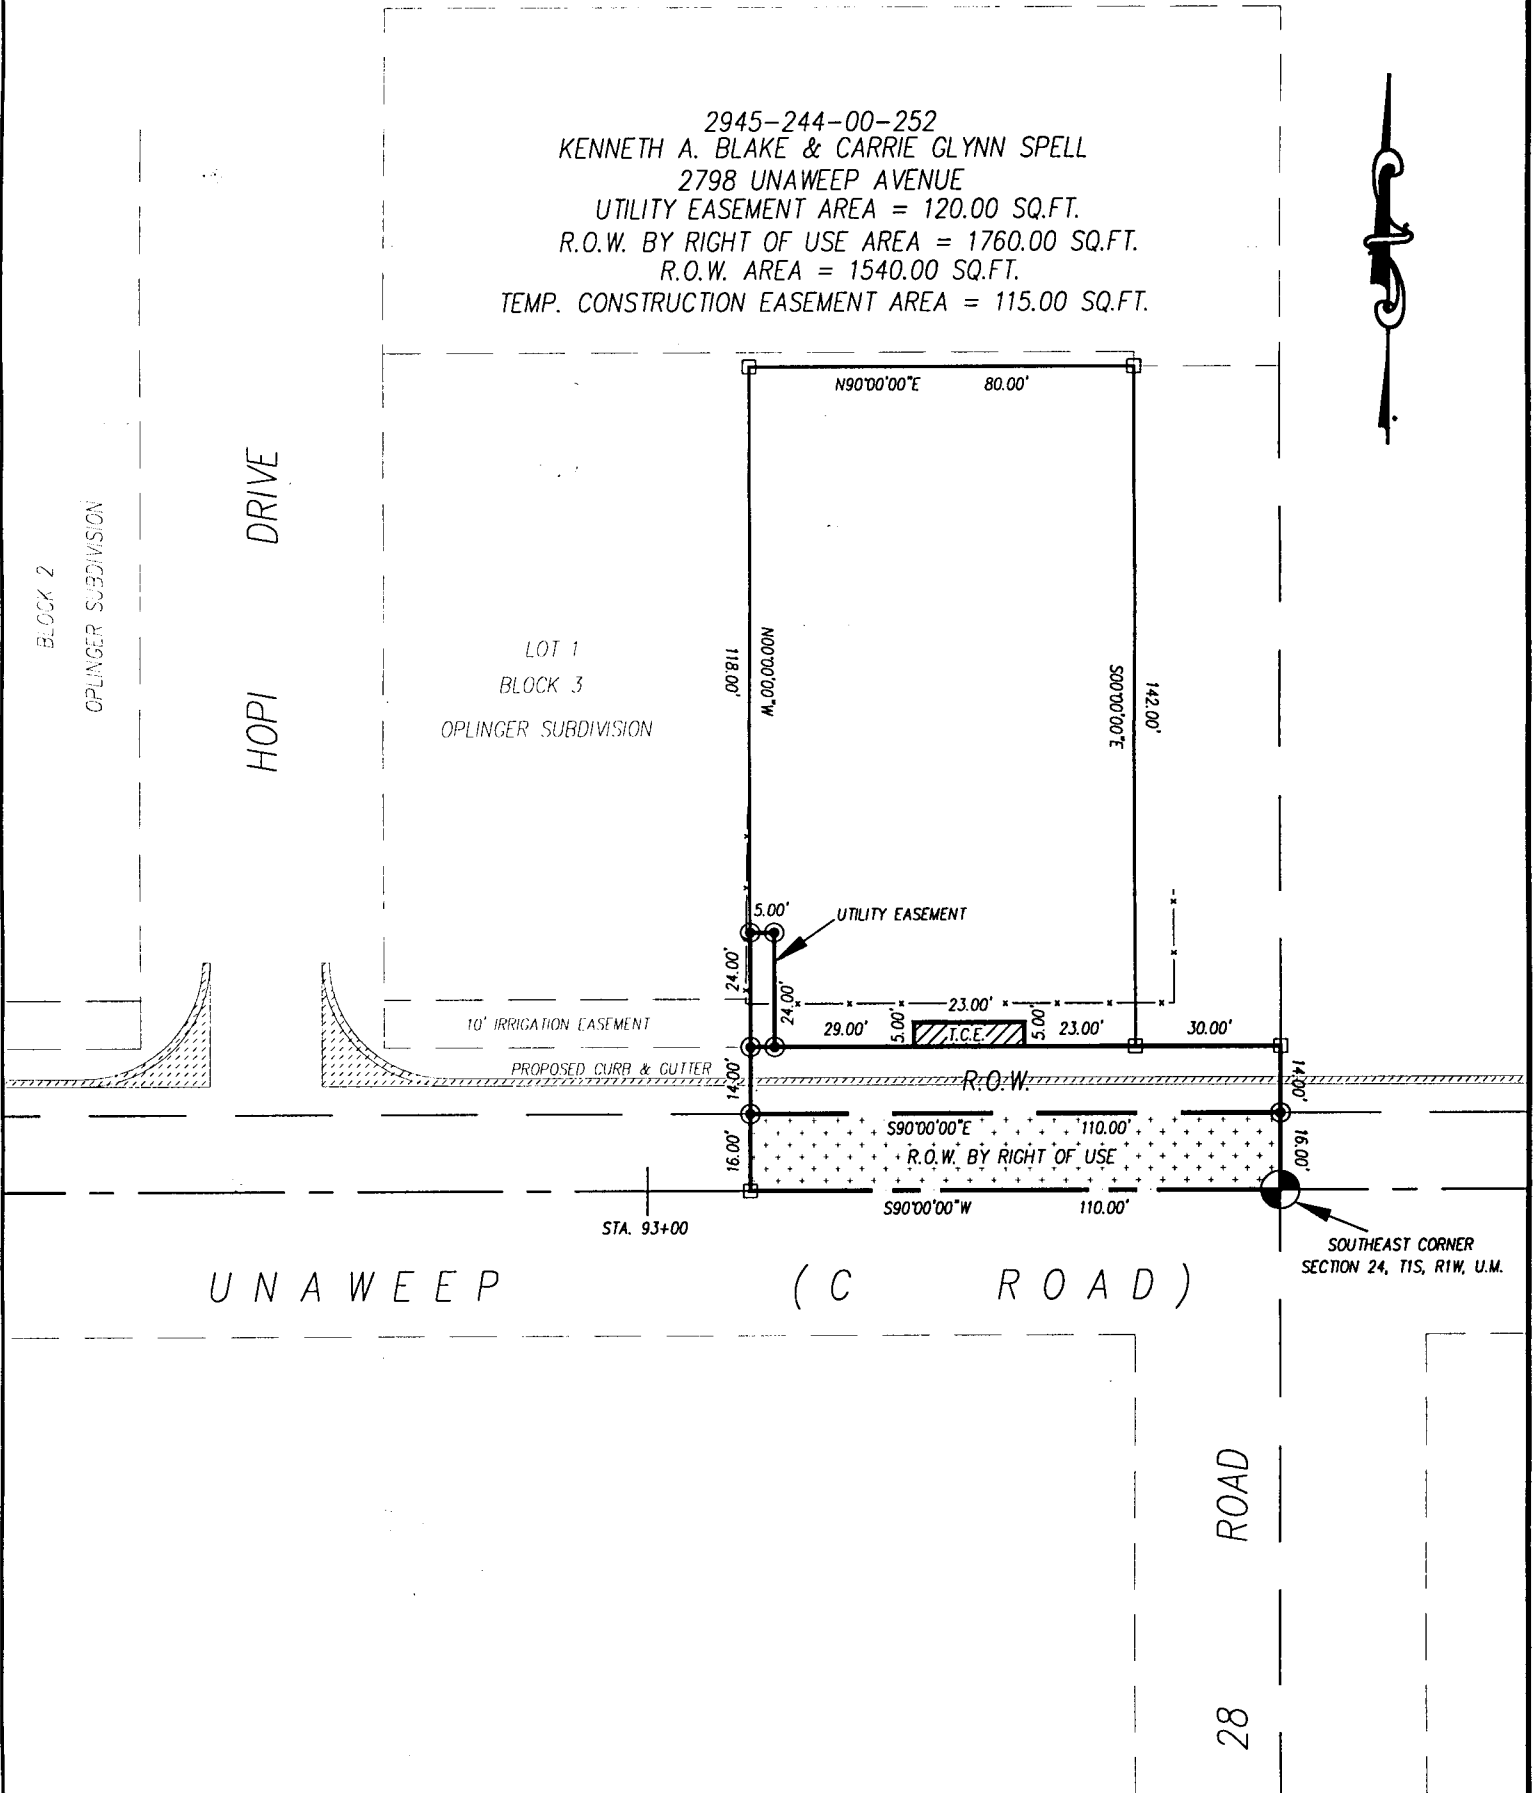 2945-244-00-252
KENNETH A. BLAKE & CARRIE GLYNN SPELL
2798 UNAWEEP AVENUE
UTILITY EASEMENT AREA = 120.00 SQ.FT.
R.O.W. BY RIGHT OF USE AREA = 1760.00 SQ.FT.
R.O.W. AREA = 1540.00 SQ.FT.
TEMP. CONSTRUCTION EASEMENT AREA = 115.00 SQ.FT.
N90°00'00"E 80.00'
BLOCK 2
OPLINGER SUBDIVISION
HOPI DRIVE
LOT 1
BLOCK 3
OPLINGER SUBDIVISION
118.00'
N00°00'00"W
S00°00'00"E
142.00'
5.00'
UTILITY EASEMENT
24.00'
24.00'
23.00'
10' IRRIGATION EASEMENT
29.00'
5.00'
T.C.E.
5.00'
23.00'
30.00'
PROPOSED CURB & GUTTER
14.00'
R.O.W.
14.00'
S90°00'00"E 110.00'
16.00'
R.O.W. BY RIGHT OF USE
16.00'
S90°00'00"W 110.00'
STA. 93+00
SOUTHEAST CORNER
SECTION 24, T1S, R1W, U.M.
UNAWEEP (C ROAD)
28 ROAD